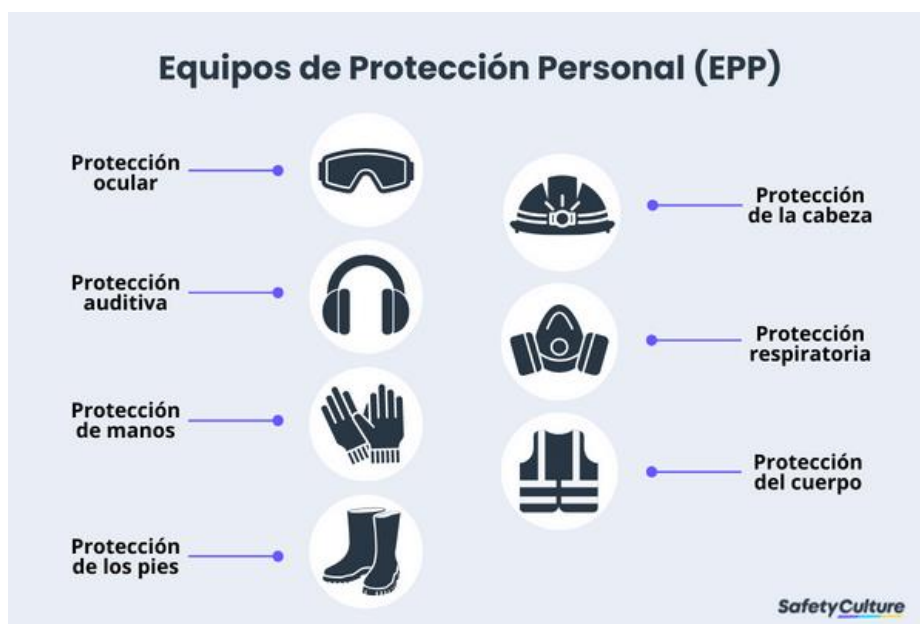 Equipos de Protección Personal (EPP)
Protección
ocular
Protección
auditiva
Protección
de manos
Protección
de los pies
Protección
de la cabeza
Protección
respiratoria
Protección
del cuerpo
SafetyCulture